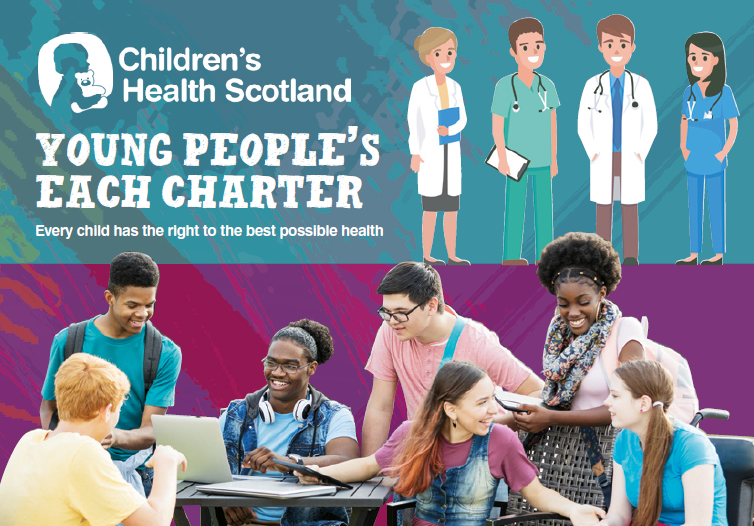 Children's
Health Scotland
YOUNG PEOPLE'S
EACH CHARTER
Every child has the right to the best possible health